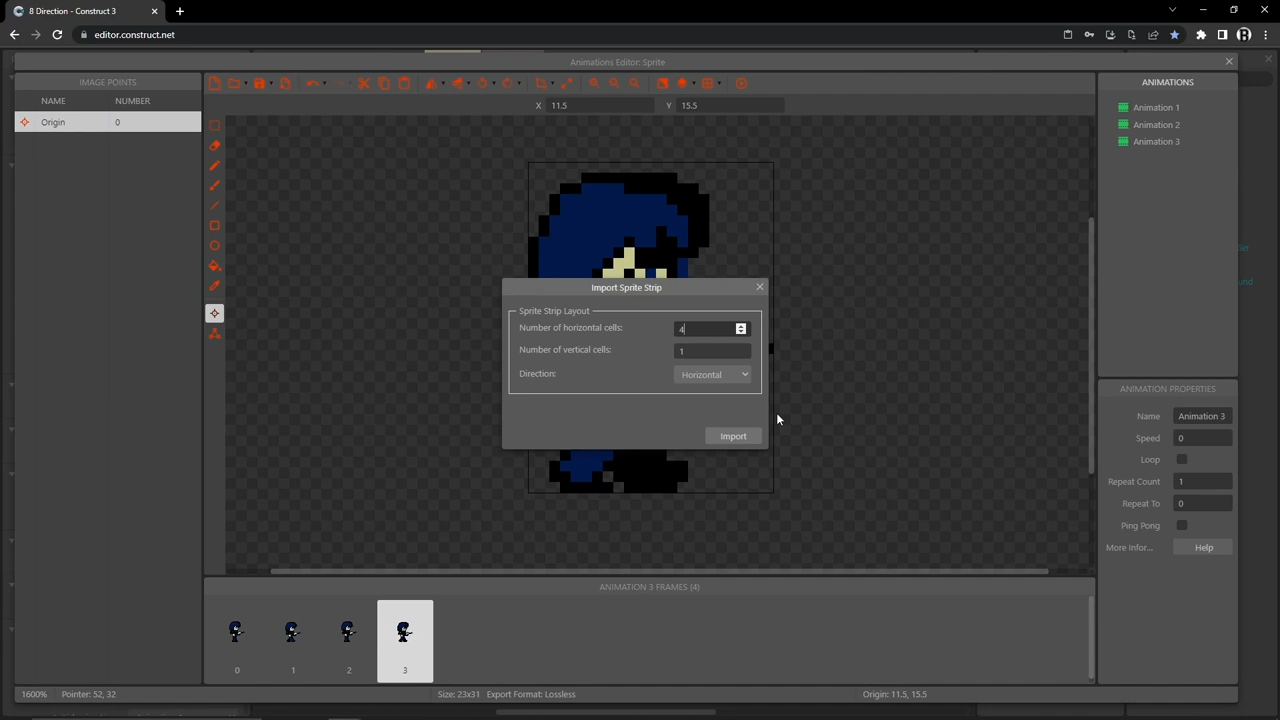 8 Direction - Construct 3
editor.construct.net
Animations Editor: Sprite
IMAGE POINTS
NAME NUMBER
Origin 0
X 11.5 Y 15.5
ANIMATIONS
Animation 1
Animation 2
Animation 3
Import Sprite Strip
Sprite Strip Layout
Number of horizontal cells: 4
Number of vertical cells: 1
Direction: Horizontal
Import
ANIMATION PROPERTIES
Name Animation 3
Speed 0
Loop
Repeat Count 1
Repeat To 0
Ping Pong
More Infor... Help
ANIMATION 3 FRAMES (4)
0 1 2 3
1600% Pointer: 52, 32 Size: 23x31 Export Format: Lossless Origin: 11.5, 15.5